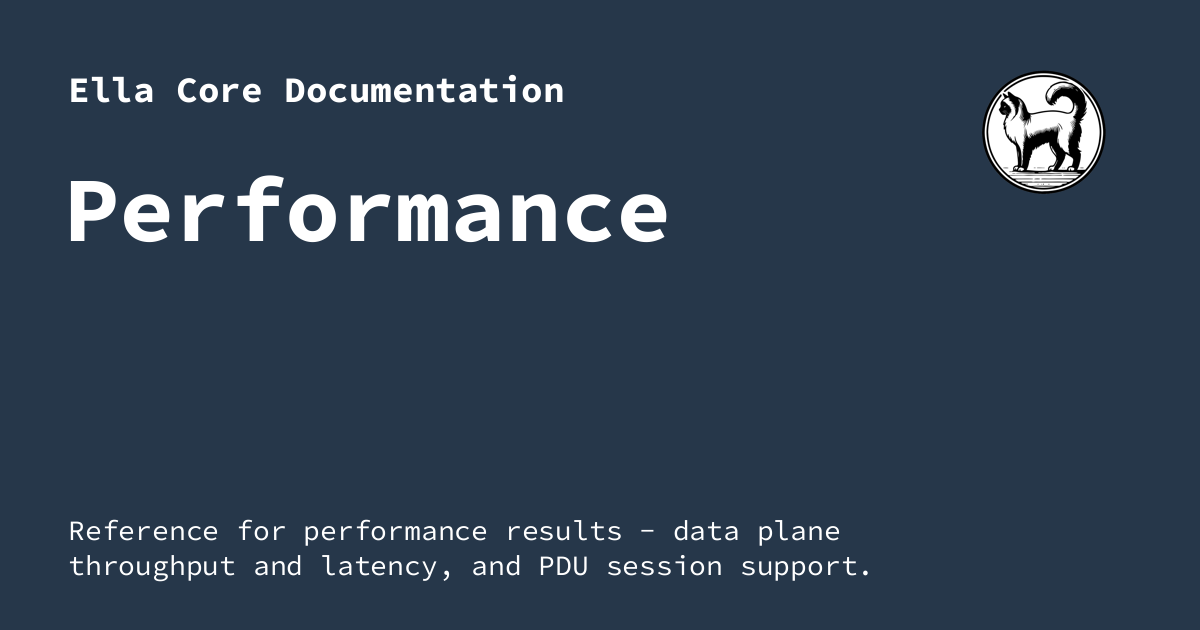 Ella Core Documentation
Performance
Reference for performance results - data plane
throughput and latency, and PDU session support.